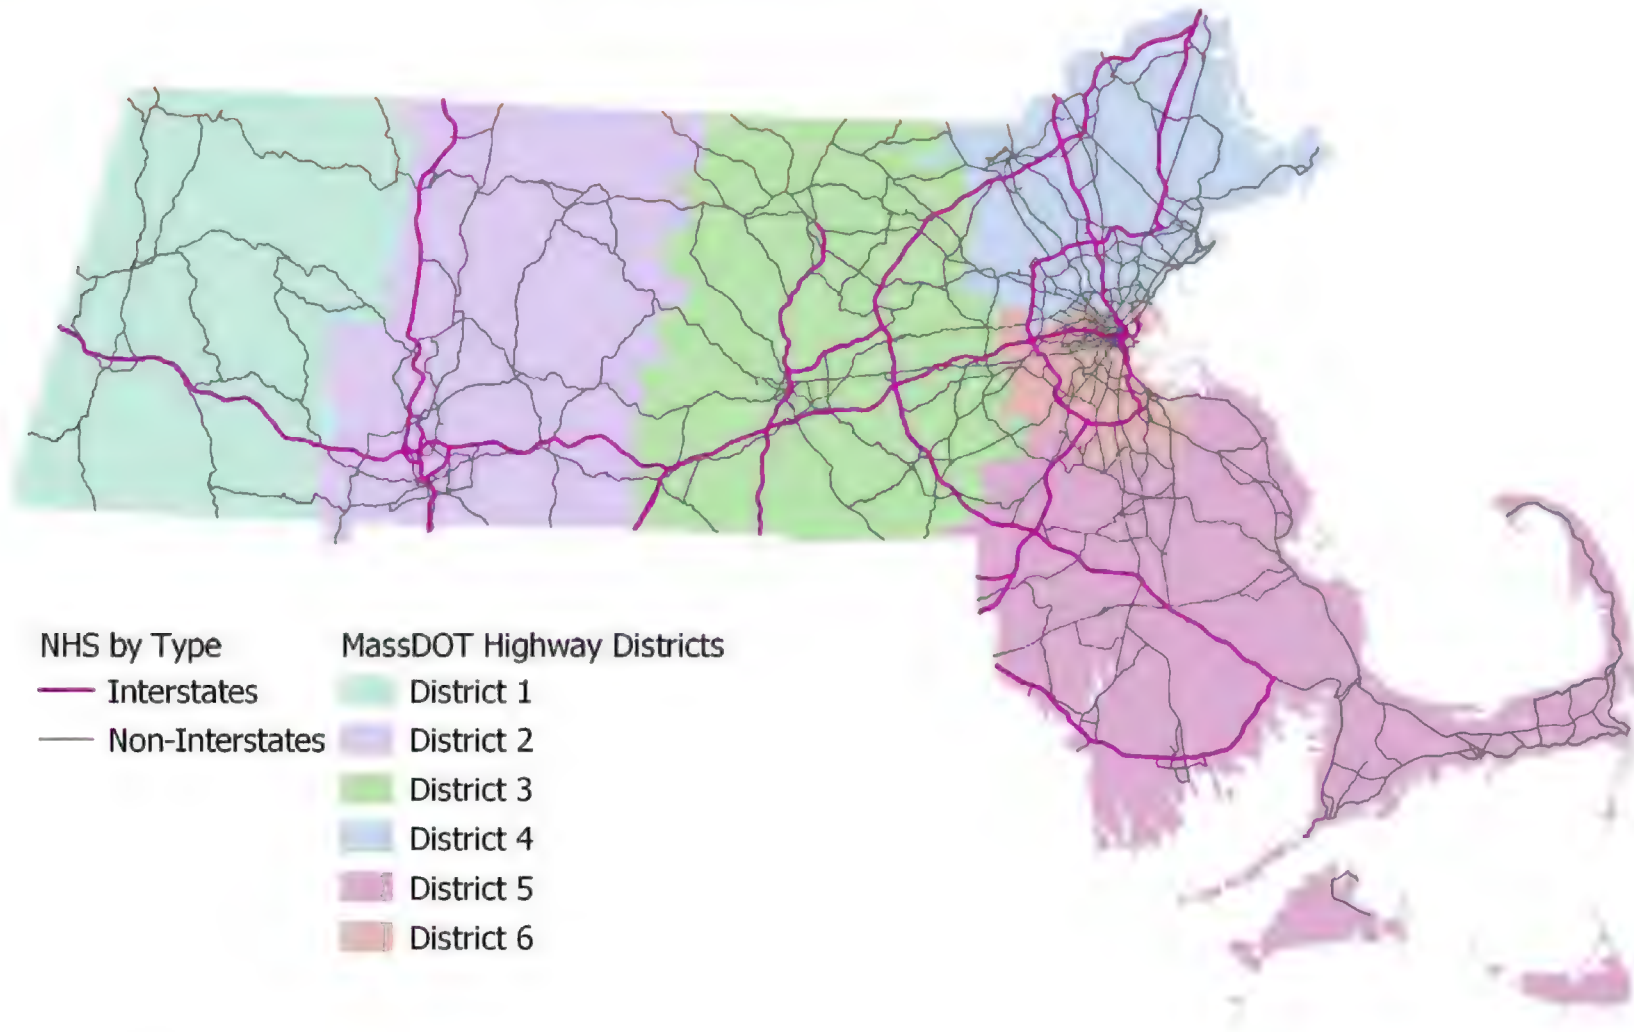 NHS by Type
Interstates
Non-Interstates
MassDOT Highway Districts
District 1
District 2
District 3
District 4
District 5
District 6